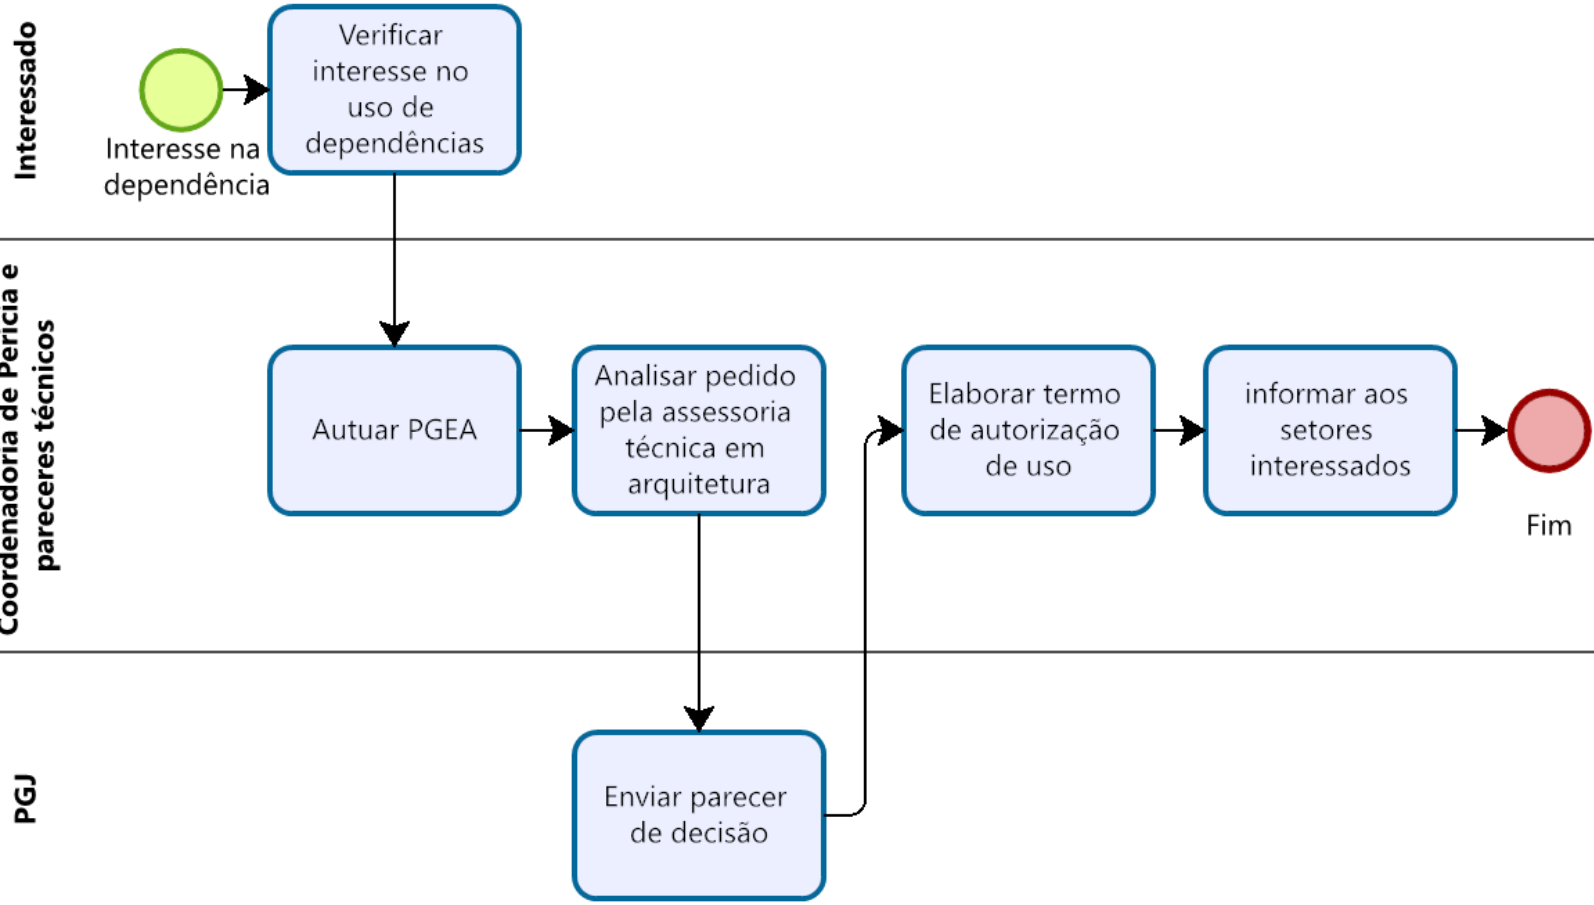 Interessado
Interesse na
dependência
Verificar
interesse no
uso de
dependências
Coordenadoria de Pericia e
pareceres técnicos
Autuar PGEA
Analisar pedido
pela assessoria
técnica em
arquitetura
Elaborar termo
de autorização
de uso
informar aos
setores
interessados
Fim
PGJ
Enviar parecer
de decisão